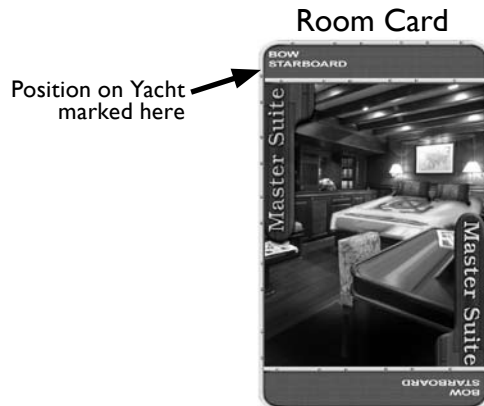 Room Card
BOW
STARBOARD
Position on Yacht
marked here
Master Suite
Master Suite
BOW
STARBOARD